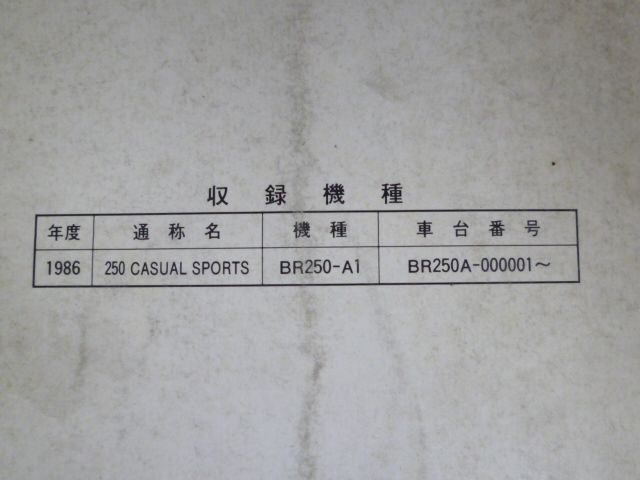 収録機種
年度 通称名 機種 車台番号
1986 250 CASUAL SPORTS BR250-A1 BR250A-000001～